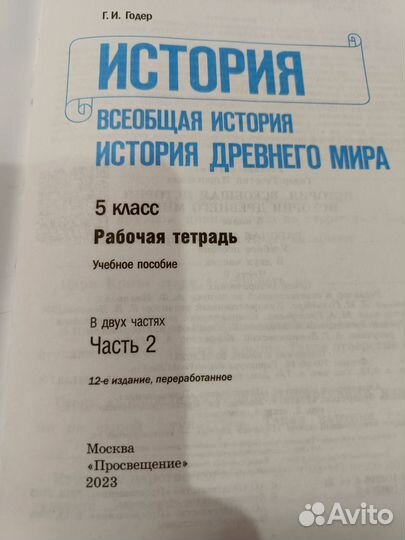 Г. И. Годер
ИСТОРИЯ
ВСЕОБЩАЯ ИСТОРИЯ
ИСТОРИЯ ДРЕВНЕГО МИРА
5 класс
Рабочая тетрадь
Учебное пособие
В двух частях
Часть 2
12-е издание, переработанное
Москва
«Просвещение»
2023
Avito